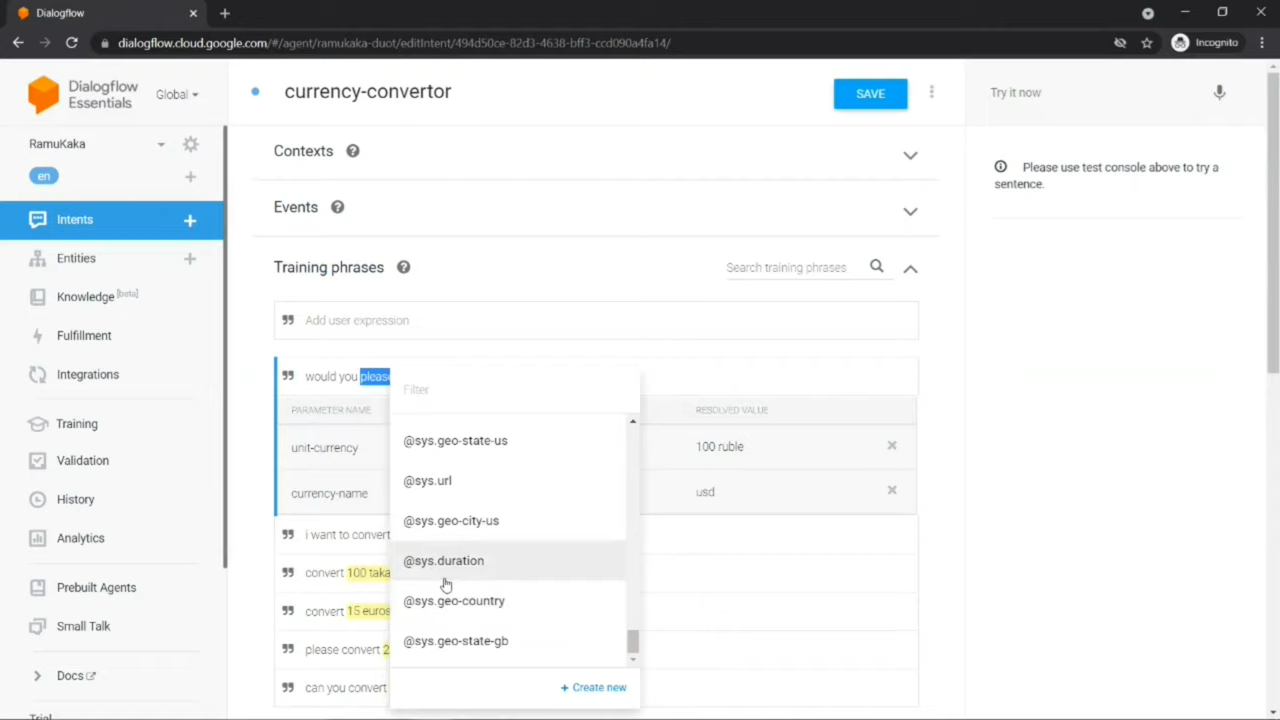 Dialogflow
dialogflow.cloud.google.com/#/agent/ramukaka-duot/editIntent/494d50ce-82d3-4638-bff3-ccd090a4fa14/
Incognito
Dialogflow
Essentials
Global
currency-convertor
SAVE
Try it now
RamuKaka
en
Intents
Entities
Knowledge [beta]
Fulfillment
Integrations
Training
Validation
History
Analytics
Prebuilt Agents
Small Talk
Docs
Trial
Contexts
Events
Training phrases
Search training phrases
Add user expression
would you please
PARAMETER NAME
RESOLVED VALUE
unit-currency
100 ruble
currency-name
usd
i want to convert
convert 100 taka
convert 15 euros
please convert 2
can you convert
Filter
@sys.geo-state-us
@sys.url
@sys.geo-city-us
@sys.duration
@sys.geo-country
@sys.geo-state-gb
+ Create new
Please use test console above to try a
sentence.